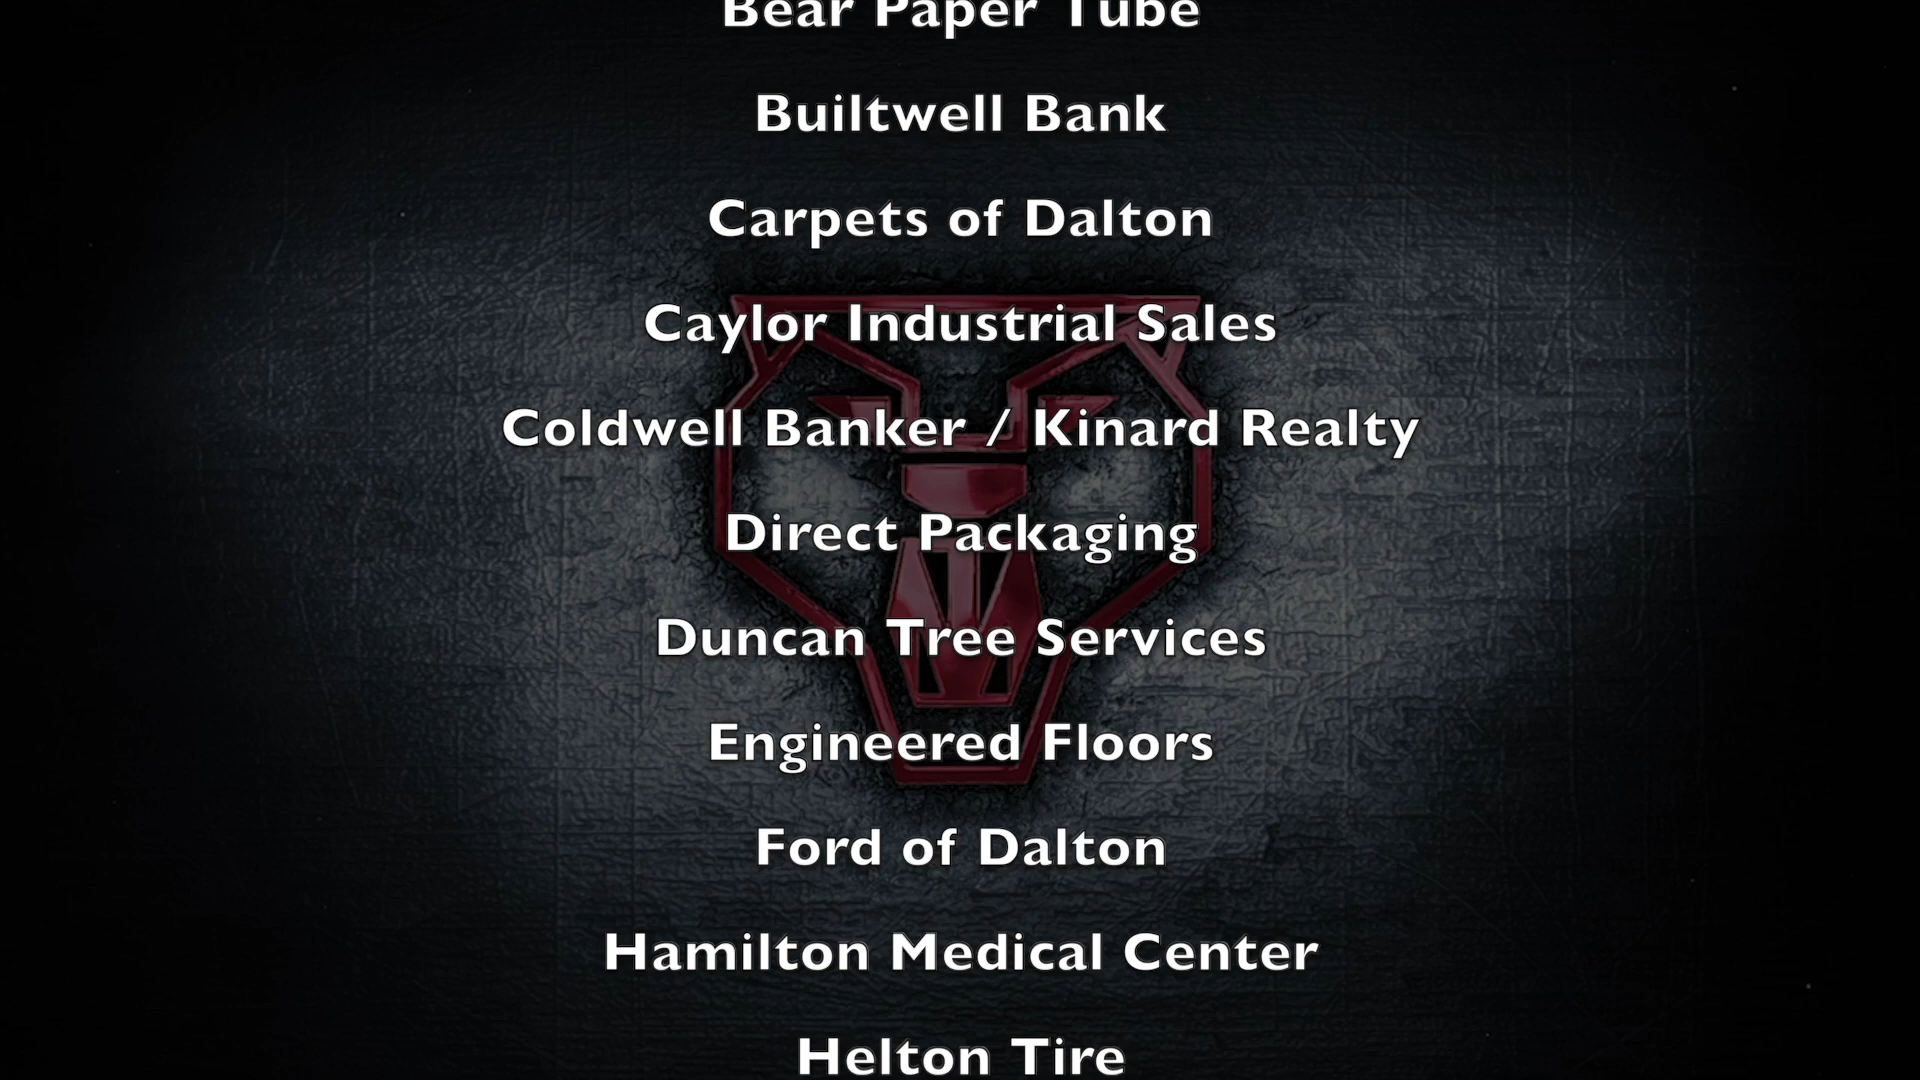 Bear Paper Tube
Builtwell Bank
Carpets of Dalton
Caylor Industrial Sales
Coldwell Banker / Kinard Realty
Direct Packaging
Duncan Tree Services
Engineered Floors
Ford of Dalton
Hamilton Medical Center
Helton Tire